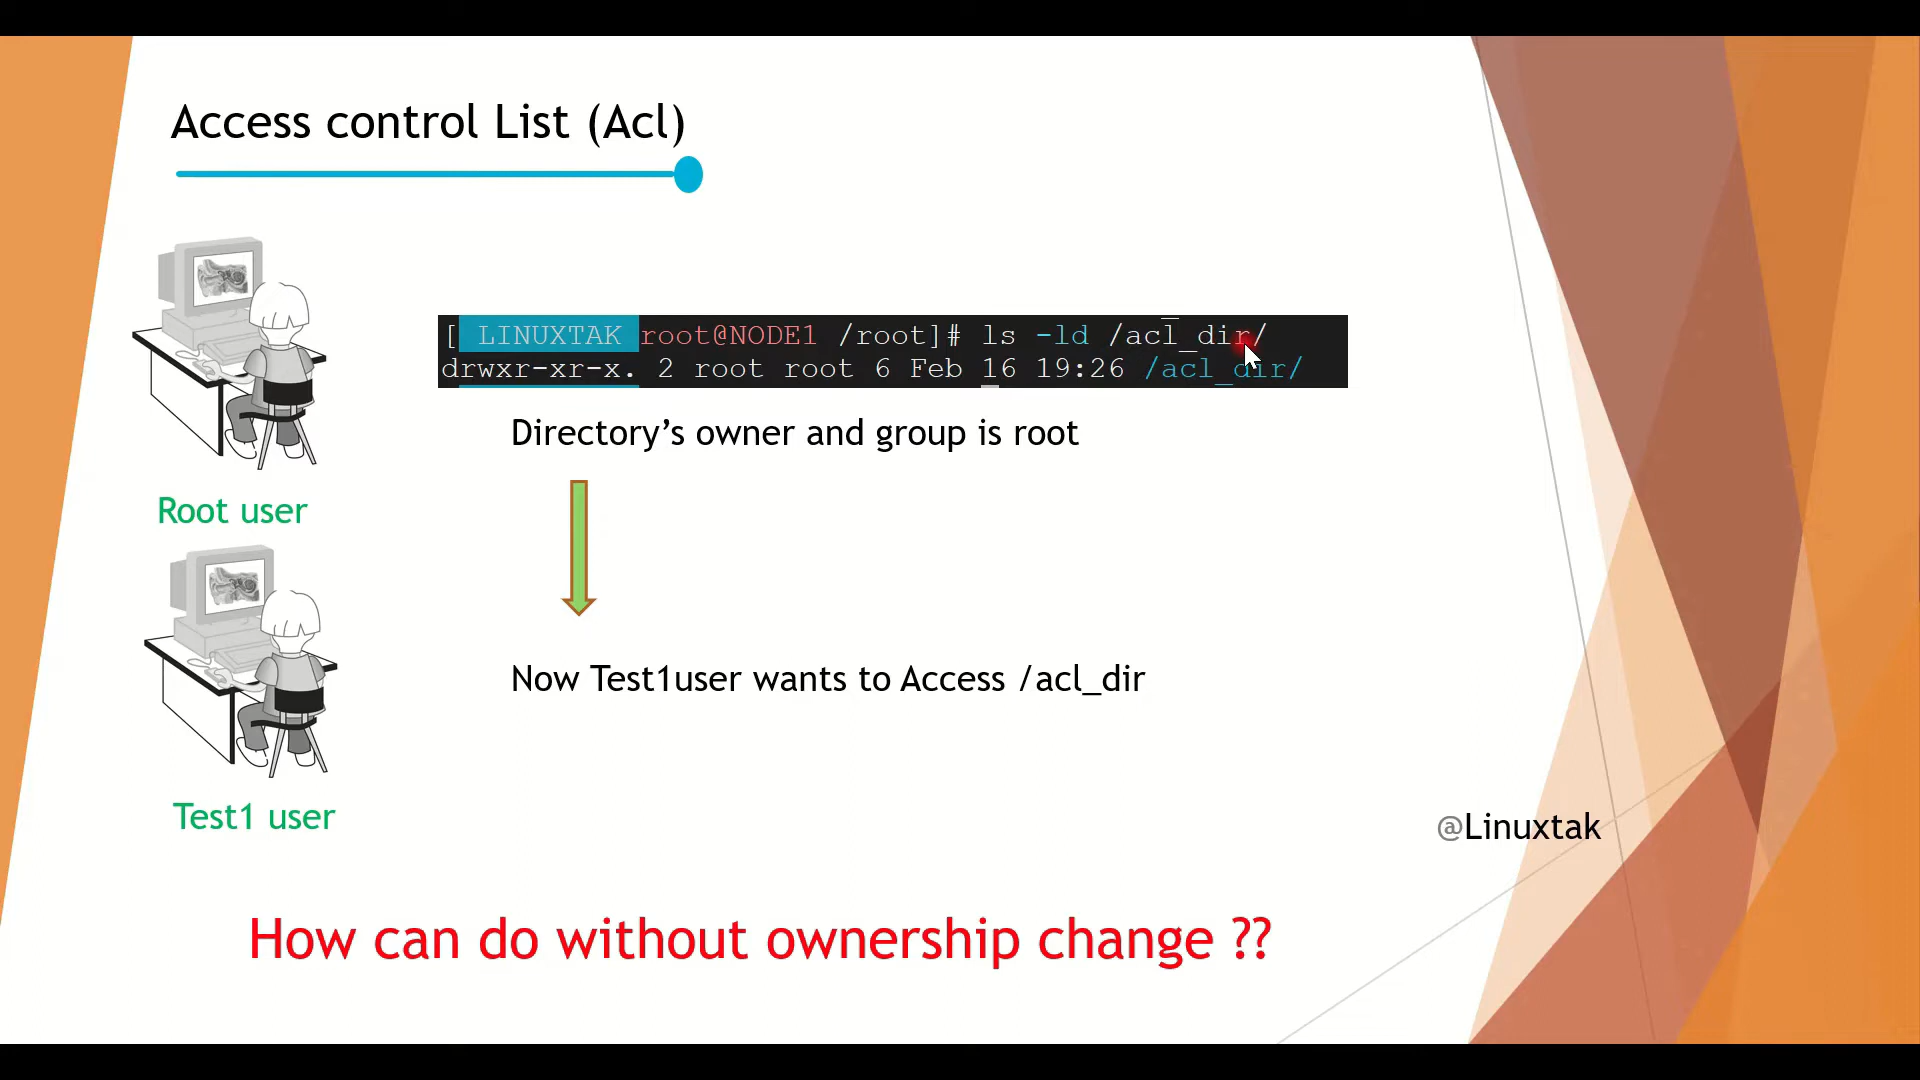 Access control List (Acl)
[ LINUXTAK root@NODE1 /root]# ls -ld /acl_dir/
drwxr-xr-x. 2 root root 6 Feb 16 19:26 /acl_dir/
Directory’s owner and group is root
Root user
Now Test1user wants to Access /acl_dir
Test1 user
@Linuxtak
How can do without ownership change ??